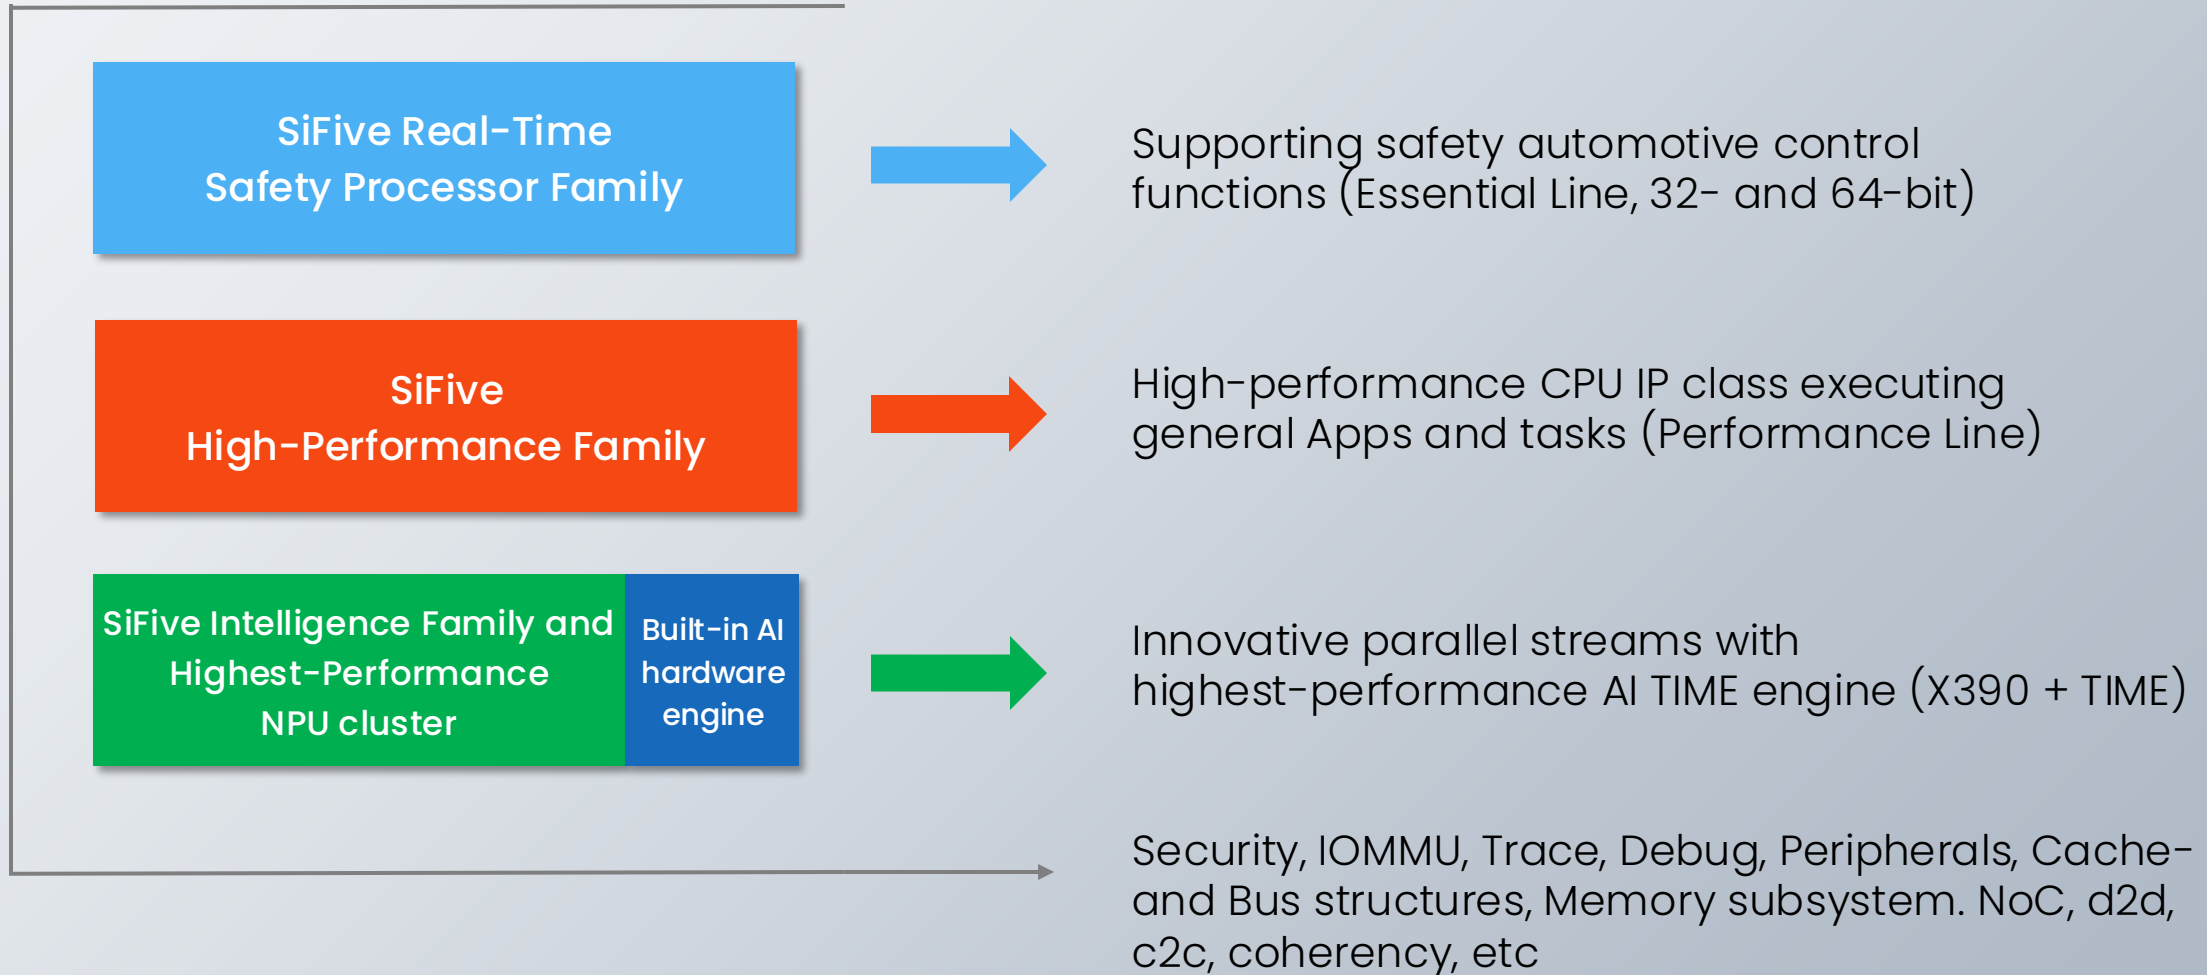 SiFive Real-Time
Safety Processor Family
Supporting safety automotive control
functions (Essential Line, 32- and 64-bit)
SiFive
High-Performance Family
High-performance CPU IP class executing
general Apps and tasks (Performance Line)
SiFive Intelligence Family and
Highest-Performance
NPU cluster
Built-in AI
hardware
engine
Innovative parallel streams with
highest-performance AI TIME engine (X390 + TIME)
Security, IOMMU, Trace, Debug, Peripherals, Cache-
and Bus structures, Memory subsystem. NoC, d2d,
c2c, coherency, etc